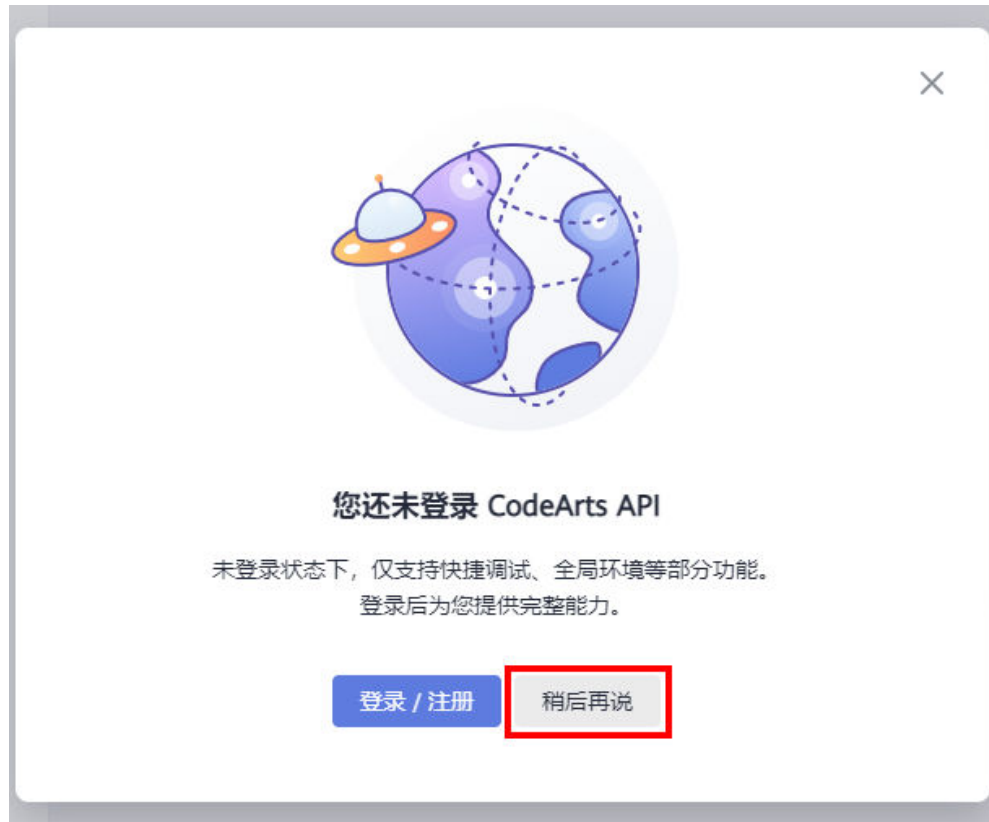 您还未登录 CodeArts API
未登录状态下，仅支持快捷调试、全局环境等部分功能。
登录后为您提供完整能力。
登录 / 注册
稍后再说